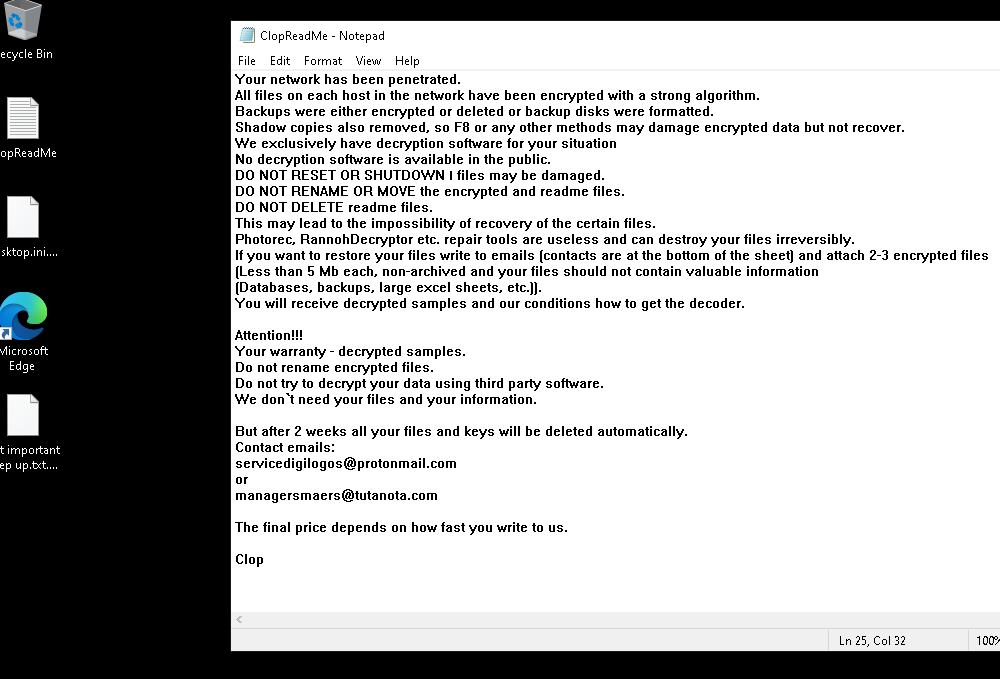 ecycle Bin
opReadMe
sktop.ini....
Microsoft
Edge
t important
ep up.txt....
ClopReadMe - Notepad
File Edit Format View Help
Your network has been penetrated.
All files on each host in the network have been encrypted with a strong algorithm.
Backups were either encrypted or deleted or backup disks were formatted.
Shadow copies also removed, so F8 or any other methods may damage encrypted data but not recover.
We exclusively have decryption software for your situation
No decryption software is available in the public.
DO NOT RESET OR SHUTDOWN | files may be damaged.
DO NOT RENAME OR MOVE the encrypted and readme files.
DO NOT DELETE readme files.
This may lead to the impossibility of recovery of the certain files.
Photorec, RannohDecryptor etc. repair tools are useless and can destroy your files irreversibly.
If you want to restore your files write to emails (contacts are at the bottom of the sheet) and attach 2-3 encrypted files
(Less than 5 Mb each, non-archived and your files should not contain valuable information
(Databases, backups, large excel sheets, etc.)).
You will receive decrypted samples and our conditions how to get the decoder.
Attention!!!
Your warranty - decrypted samples.
Do not rename encrypted files.
Do not try to decrypt your data using third party software.
We don`t need your files and your information.
But after 2 weeks all your files and keys will be deleted automatically.
Contact emails:
servicedigilogos@protonmail.com
or
managersmaers@tutanota.com
The final price depends on how fast you write to us.
Clop
Ln 25, Col 32
100%